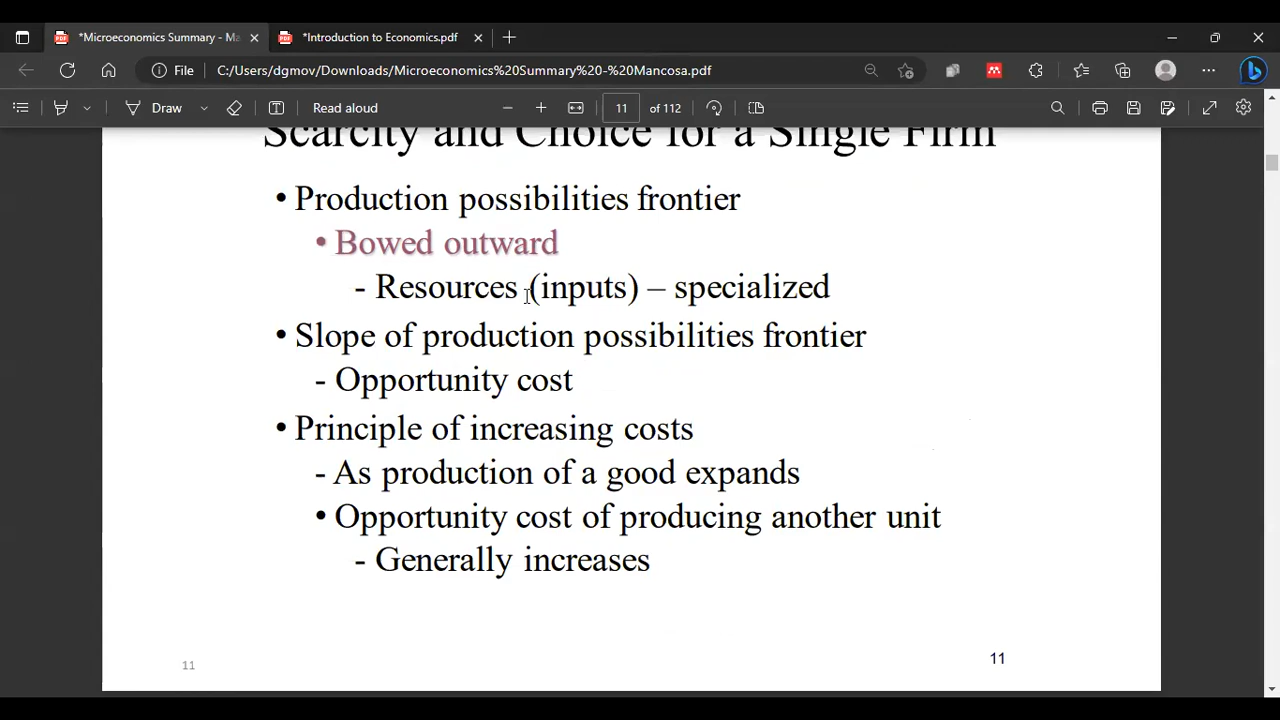 *Microeconomics Summary - Ma
*Introduction to Economics.pdf
File C:/Users/dgmov/Downloads/Microeconomics%20Summary%20-%20Mancosa.pdf
Draw Read aloud 11 of 112
Scarcity and Choice for a Single Firm
• Production possibilities frontier
• Bowed outward
- Resources (inputs) – specialized
• Slope of production possibilities frontier
- Opportunity cost
• Principle of increasing costs
- As production of a good expands
• Opportunity cost of producing another unit
- Generally increases
11
11